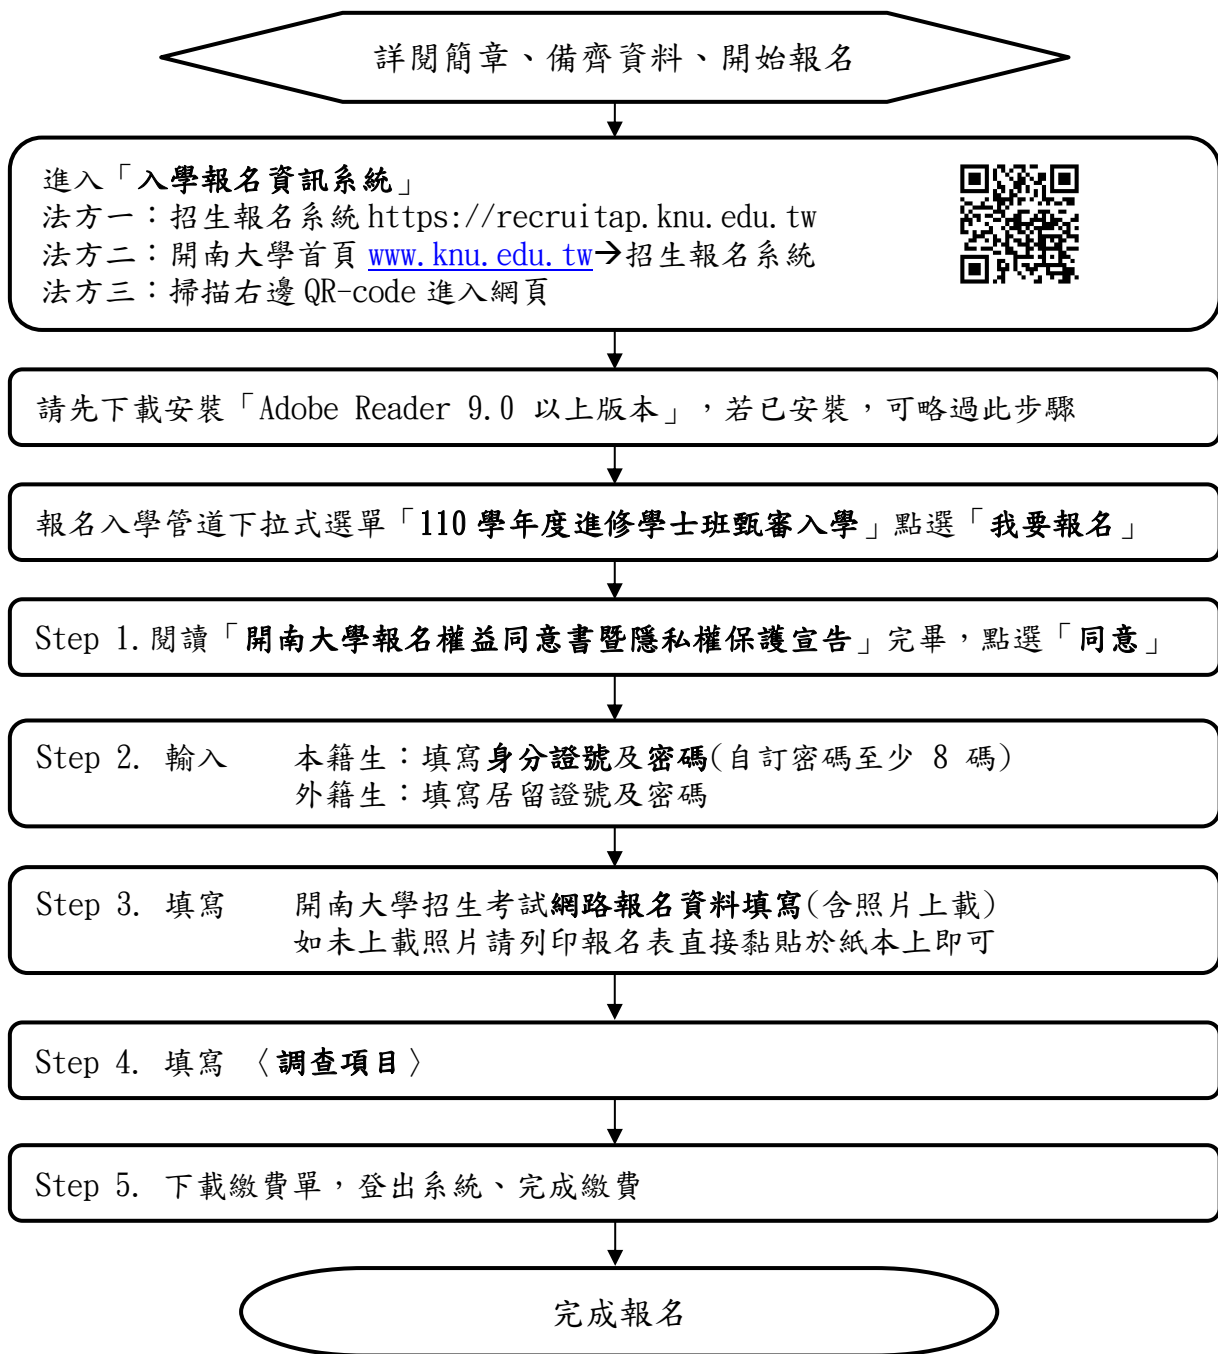 詳閱簡章、備齊資料、開始報名
進入「入學報名資訊系統」
法方一：招生報名系統 https://recruitap.knu.edu.tw
法方二：開南大學首頁 www.knu.edu.tw→招生報名系統
法方三：掃描右邊 QR-code 進入網頁
請先下載安裝「Adobe Reader 9.0 以上版本」，若已安裝，可略過此步驟
報名入學管道下拉式選單「110 學年度進修學士班甄審入學」點選「我要報名」
Step 1.閱讀「開南大學報名權益同意書暨隱私權保護宣告」完畢，點選「同意」
Step 2. 輸入 本籍生：填寫身分證號及密碼(自訂密碼至少 8 碼)
外籍生：填寫居留證號及密碼
Step 3. 填寫 開南大學招生考試網路報名資料填寫(含照片上載)
如未上載照片請列印報名表直接黏貼於紙本上即可
Step 4. 填寫 〈調查項目〉
Step 5. 下載繳費單，登出系統、完成繳費
完成報名